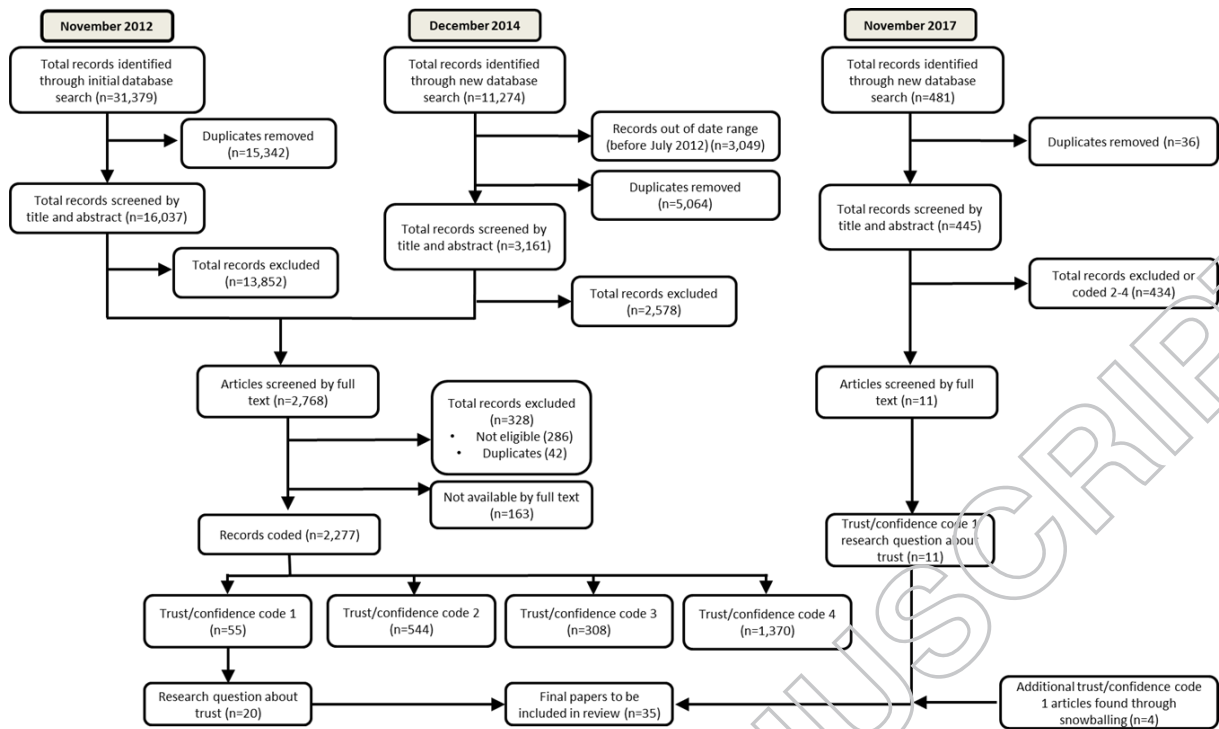 November 2012
Total records identified
through initial database
search (n=31,379)
Duplicates removed
(n=15,342)
Total records screened by
title and abstract (n=16,037)
Total records excluded
(n=13,852)
December 2014
Total records identified
through new database
search (n=11,274)
Records out of date range
(before July 2012) (n=3,049)
Duplicates removed
(n=5,064)
Total records screened by
title and abstract (n=3,161)
Total records excluded
(n=2,578)
Articles screened by full
text (n=2,768)
Total records excluded
(n=328)
• Not eligible (286)
• Duplicates (42)
Not available by full text
(n=163)
Records coded (n=2,277)
Trust/confidence code 1
(n=55)
Trust/confidence code 2
(n=544)
Trust/confidence code 3
(n=308)
Trust/confidence code 4
(n=1,370)
Research question about
trust (n=20)
Final papers to be
included in review (n=35)
November 2017
Total records identified
through new database
search (n=481)
Duplicates removed (n=36)
Total records screened by
title and abstract (n=445)
Total records excluded or
coded 2-4 (n=434)
Articles screened by full
text (n=11)
Trust/confidence code 1
research question about
trust (n=11)
Additional trust/confidence code
1 articles found through
snowballing (n=4)
USCRIPT